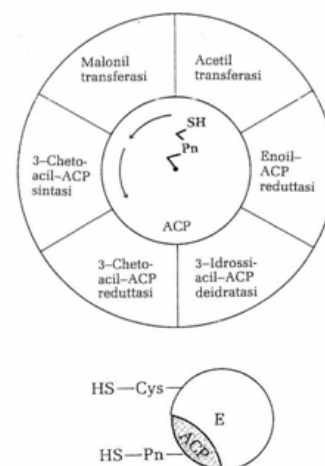 Malonil
transferasi
Acetil
transferasi
SH
Pn
3-Cheto-
acil-ACP
sintasi
Enoil-
ACP
reduttasi
ACP
3-Cheto-
acil-ACP
reduttasi
3-Idrossi-
acil-ACP
deidratasi
HS—Cys
E
ACP
HS—Pn